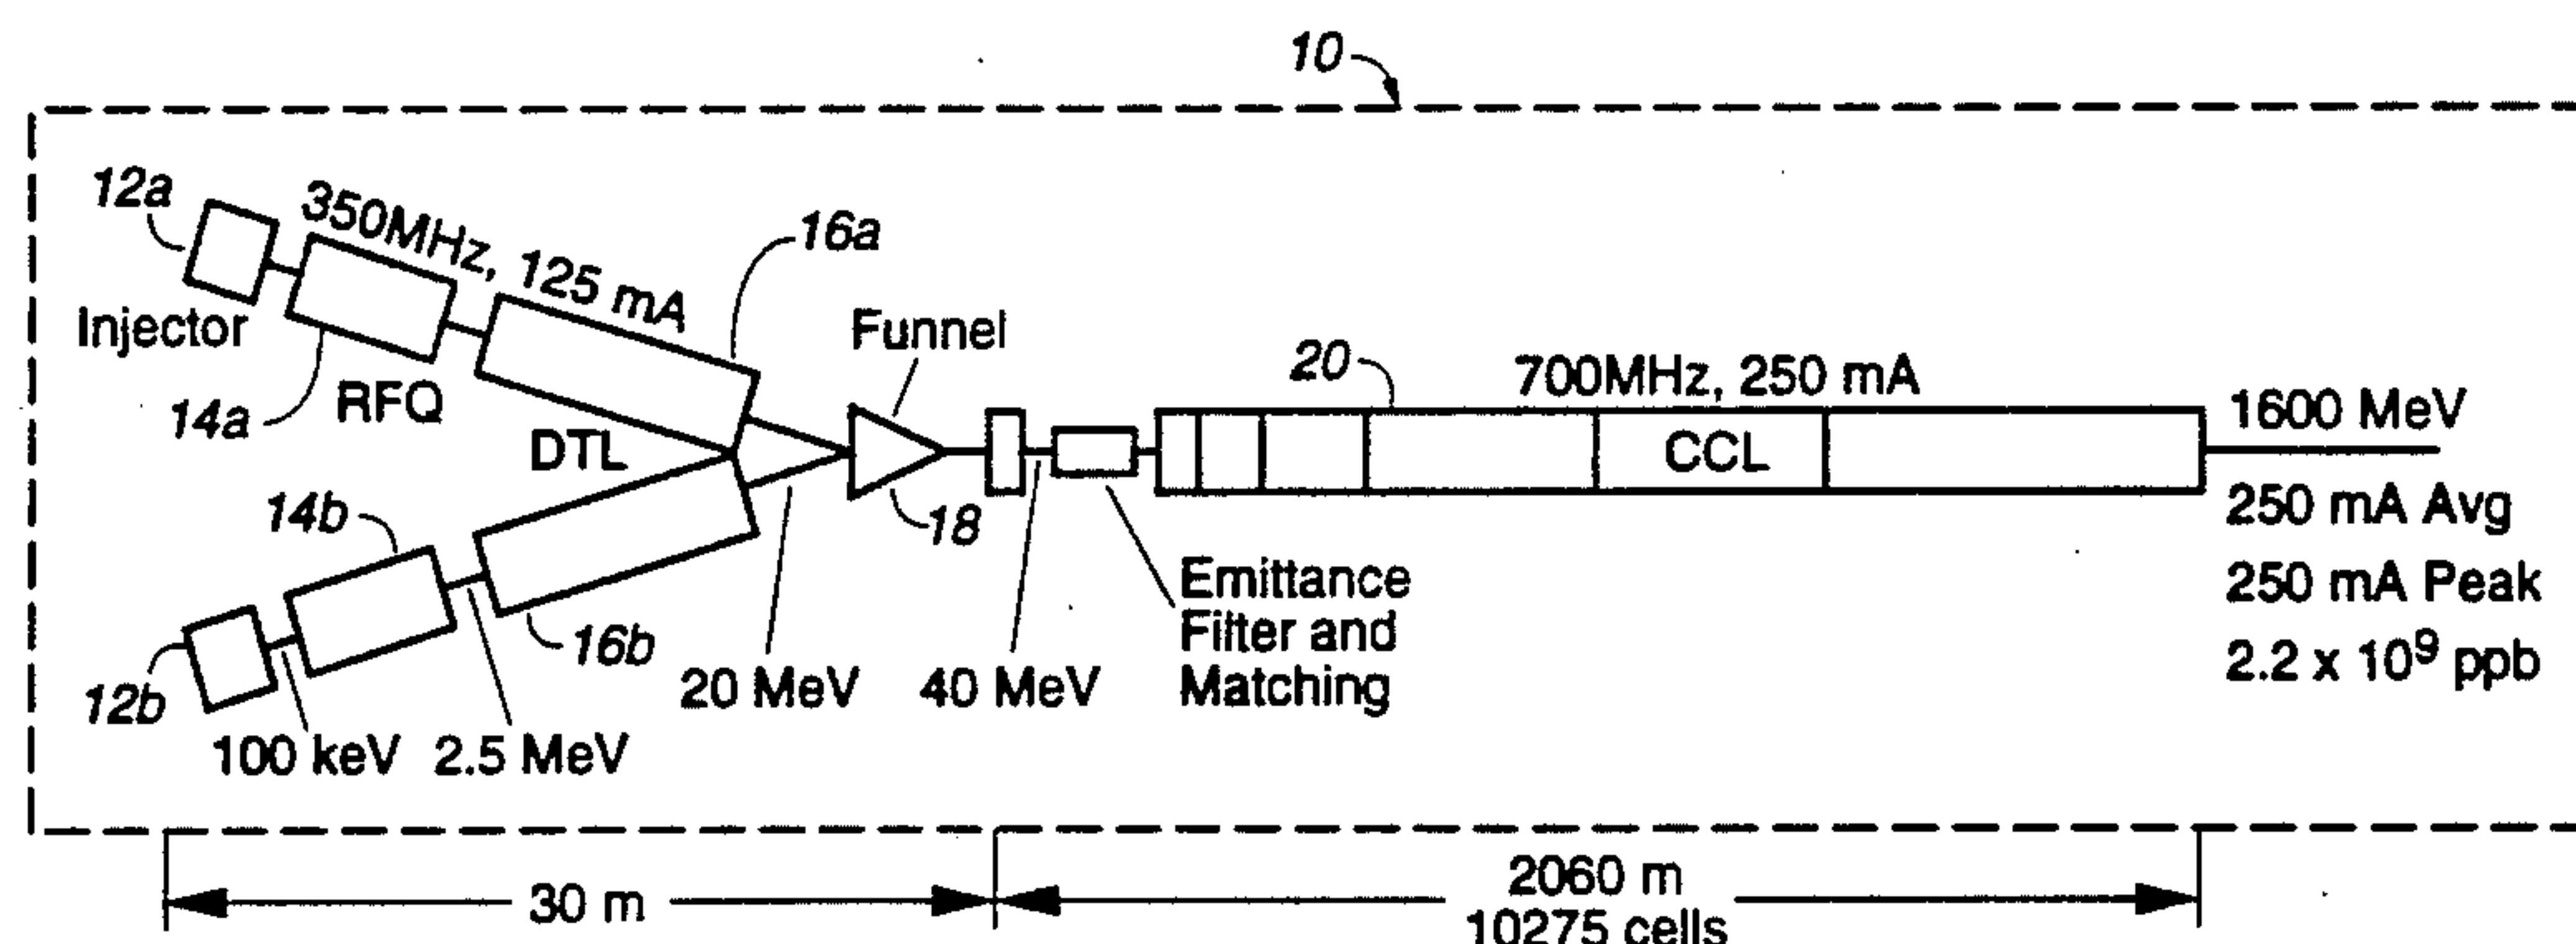 10
12a
350MHz, 125 mA
16a
Injector
Funnel
14a
RFQ
20
700MHz, 250 mA
1600 MeV
DTL
CCL
14b
18
250 mA Avg
16b
Emittance
Filter and
Matching
250 mA Peak
12b
20 MeV
40 MeV
2.2 x 10⁹ ppb
100 keV
2.5 MeV
30 m
2060 m
10275 cells